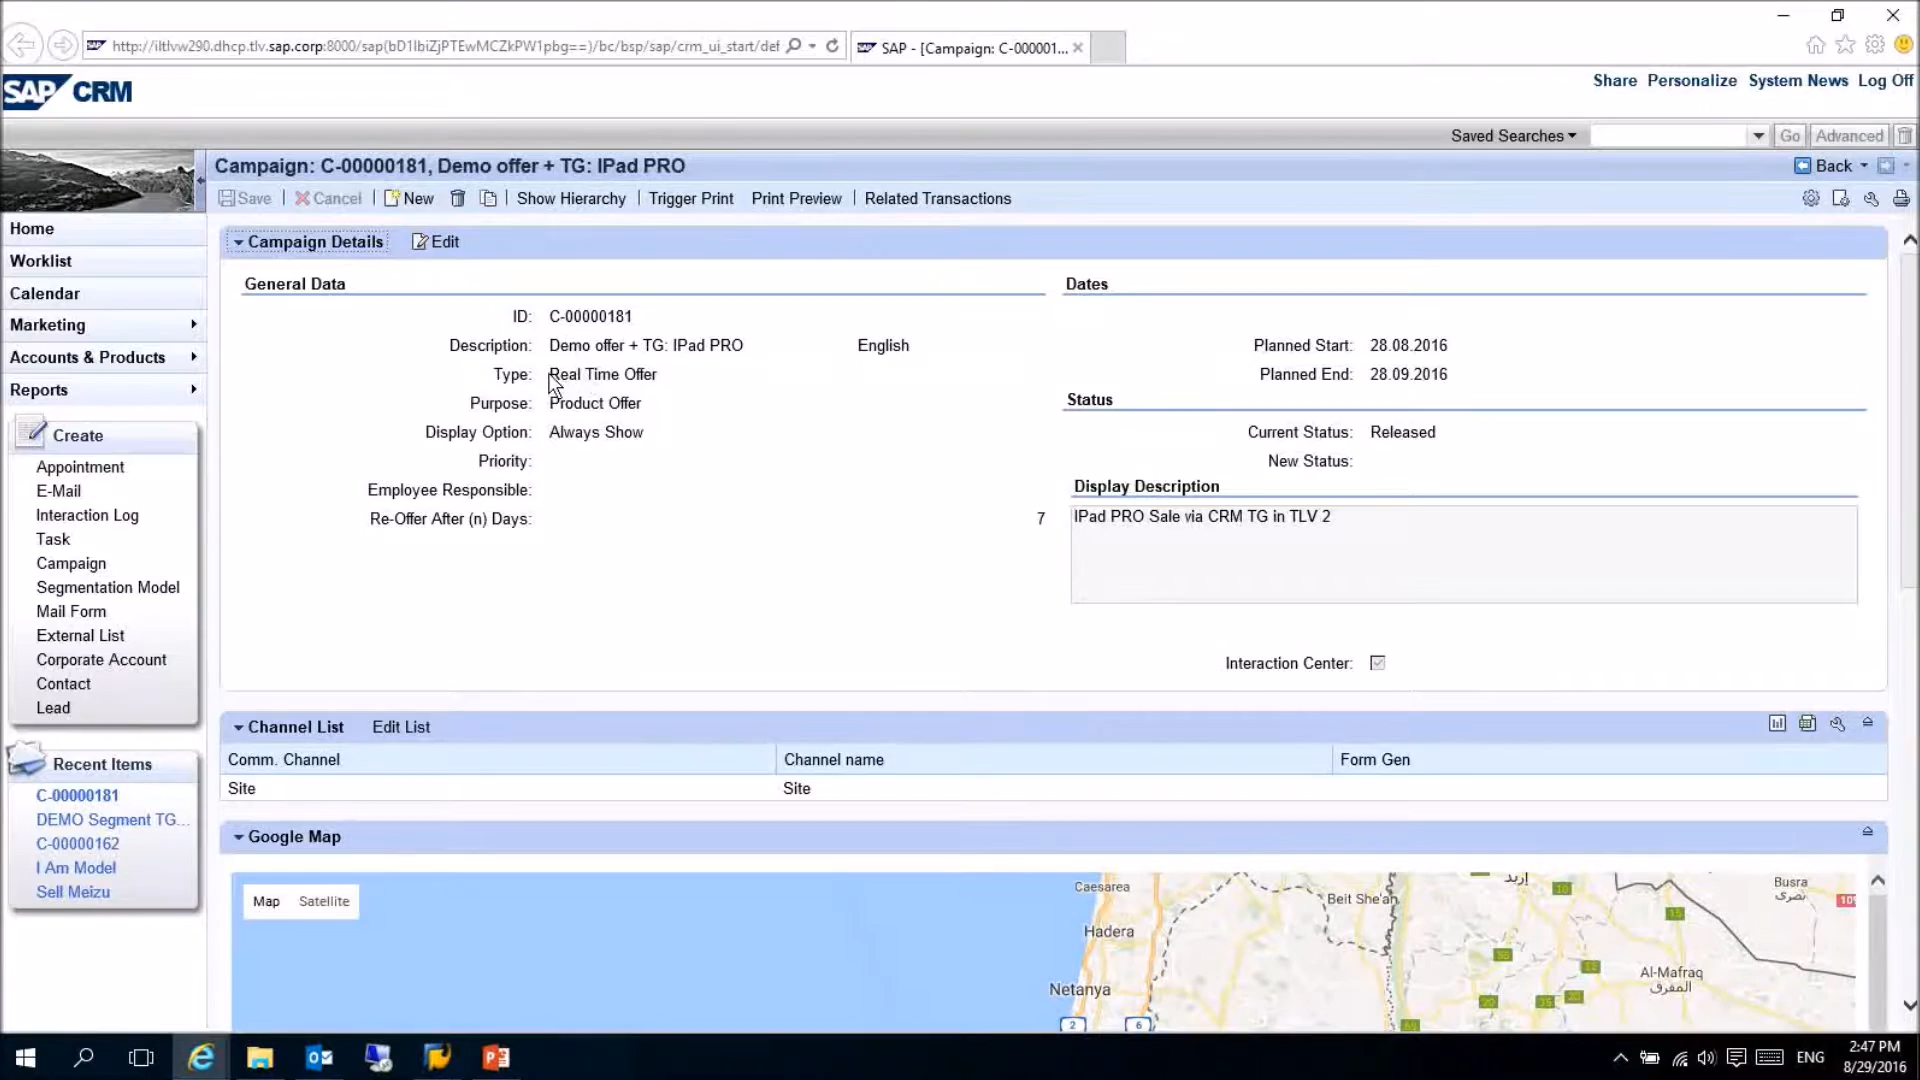 http://iltlvw290.dhcp.tlv.sap.corp:8000/sap(bD1lbiZjPTEwMCZkPW1pbg==)/bc/bsp/sap/crm_ui_start/def
SAP - [Campaign: C-000001...
SAP CRM
Share Personalize System News Log Off
Saved Searches Go Advanced
Campaign: C-00000181, Demo offer + TG: IPad PRO
Back
Save Cancel New Show Hierarchy Trigger Print Print Preview Related Transactions
Home
Worklist
Calendar
Marketing
Accounts & Products
Reports
Create
Appointment
E-Mail
Interaction Log
Task
Campaign
Segmentation Model
Mail Form
External List
Corporate Account
Contact
Lead
Recent Items
C-00000181
DEMO Segment TG...
C-00000162
I Am Model
Sell Meizu
Campaign Details Edit
General Data
ID: C-00000181
Description: Demo offer + TG: IPad PRO English
Type: Real Time Offer
Purpose: Product Offer
Display Option: Always Show
Priority:
Employee Responsible:
Re-Offer After (n) Days: 7
Dates
Planned Start: 28.08.2016
Planned End: 28.09.2016
Status
Current Status: Released
New Status:
Display Description
IPad PRO Sale via CRM TG in TLV 2
Interaction Center:
Channel List Edit List
Comm. Channel Channel name Form Gen
Site Site
Google Map
Map Satellite
Caesarea
Hadera
Netanya
2 6
Beit She'an
إربد
10
15
Busra
بصرى
Al-Mafraq
المفرق
20
35
ENG
2:47 PM
8/29/2016